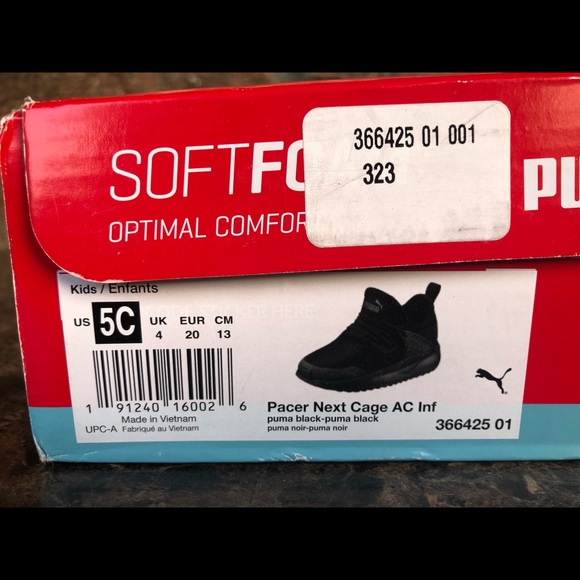 366425 01 001
323
SOFTFO
OPTIMAL COMFOR
PU
Kids / Enfants
US 5C UK 4 EUR 20 CM 13
1 91240 16002 6
Made in Vietnam
UPC-A Fabriqué au Vietnam
Pacer Next Cage AC Inf
puma black-puma black
puma noir-puma noir
366425 01